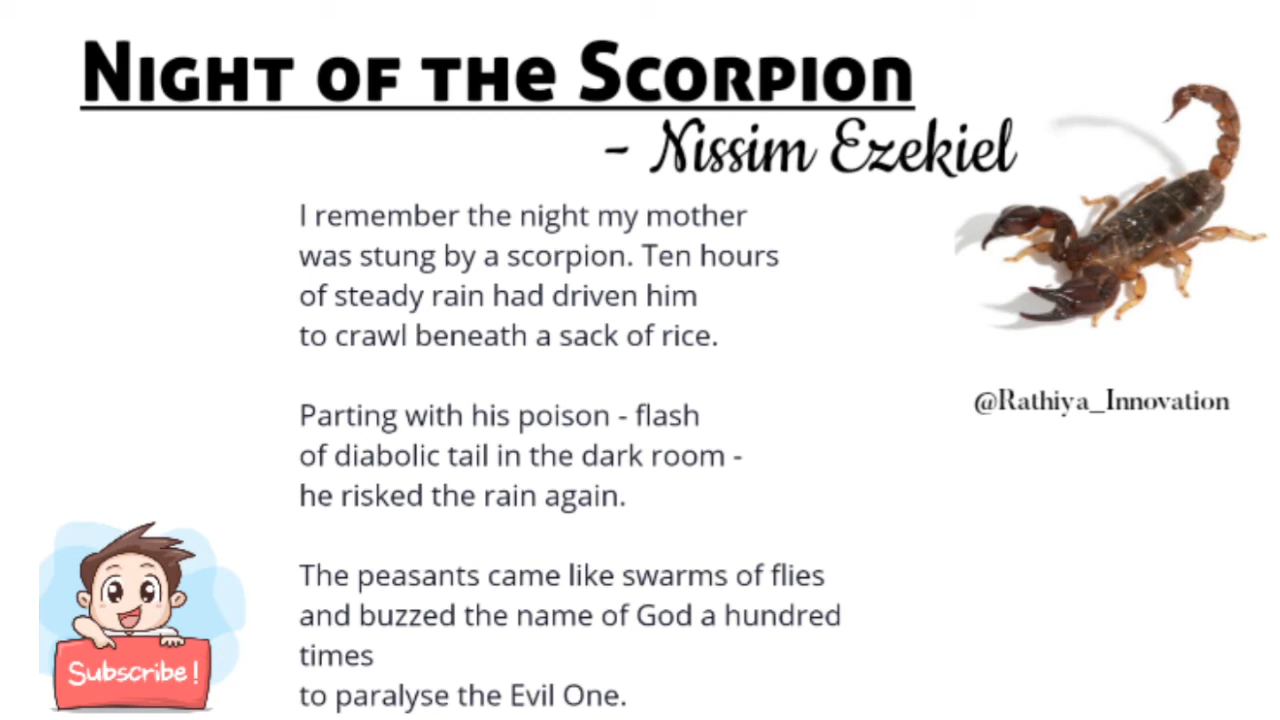 Night of the Scorpion
- Nissim Ezekiel
I remember the night my mother
was stung by a scorpion. Ten hours
of steady rain had driven him
to crawl beneath a sack of rice.
@Rathiya_Innovation
Parting with his poison - flash
of diabolic tail in the dark room -
he risked the rain again.
The peasants came like swarms of flies
and buzzed the name of God a hundred
times
to paralyse the Evil One.
Subscribe!